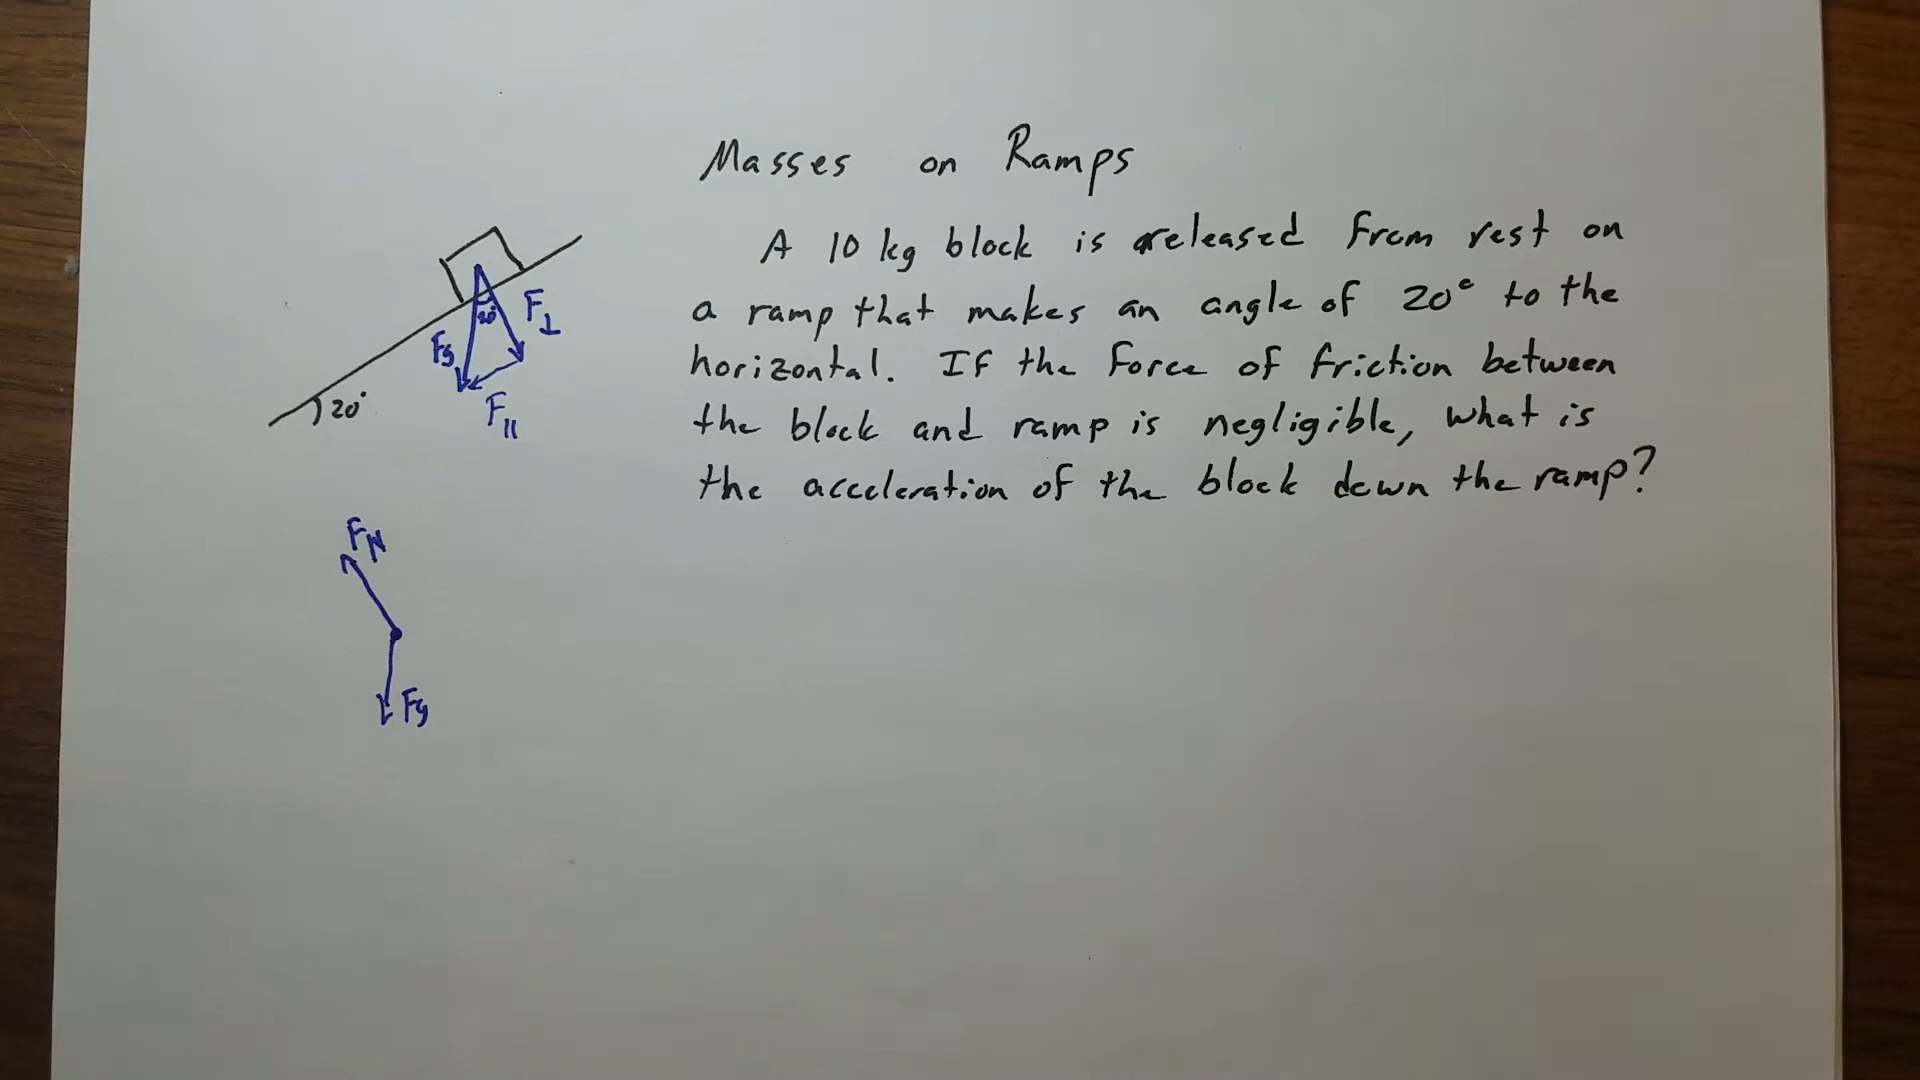 Masses on Ramps
A 10 kg block is released from rest on
a ramp that makes an angle of 20° to the
horizontal. If the force of friction between
the block and ramp is negligible, what is
the acceleration of the block down the ramp?
20°
F⊥
Fg
F||
20°
FN
Fg